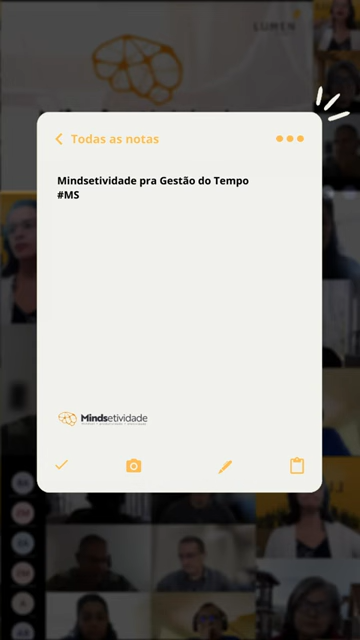 LUMEN
Todas as notas
Mindsetividade pra Gestão do Tempo
#MS
Mindsetividade